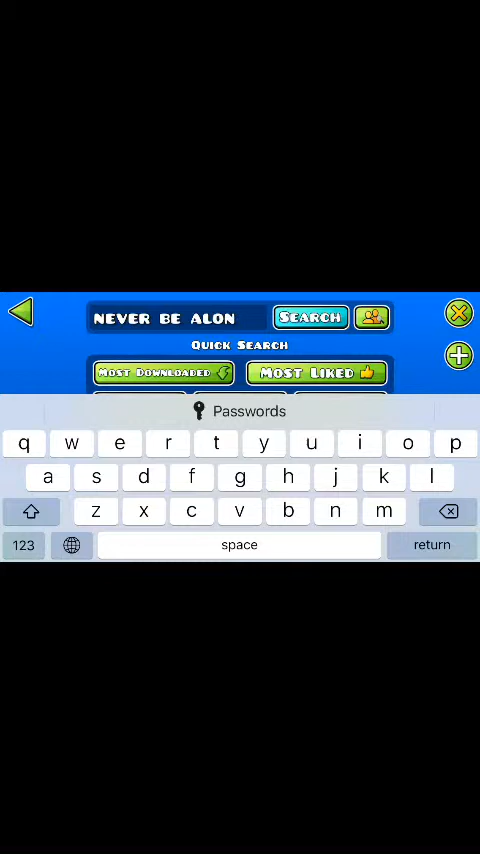 NEVER BE ALON SEARCH
QUICK SEARCH
MOST DOWNLOADED MOST LIKED
Passwords
q w e r t y u i o p
a s d f g h j k l
z x c v b n m
123 space return